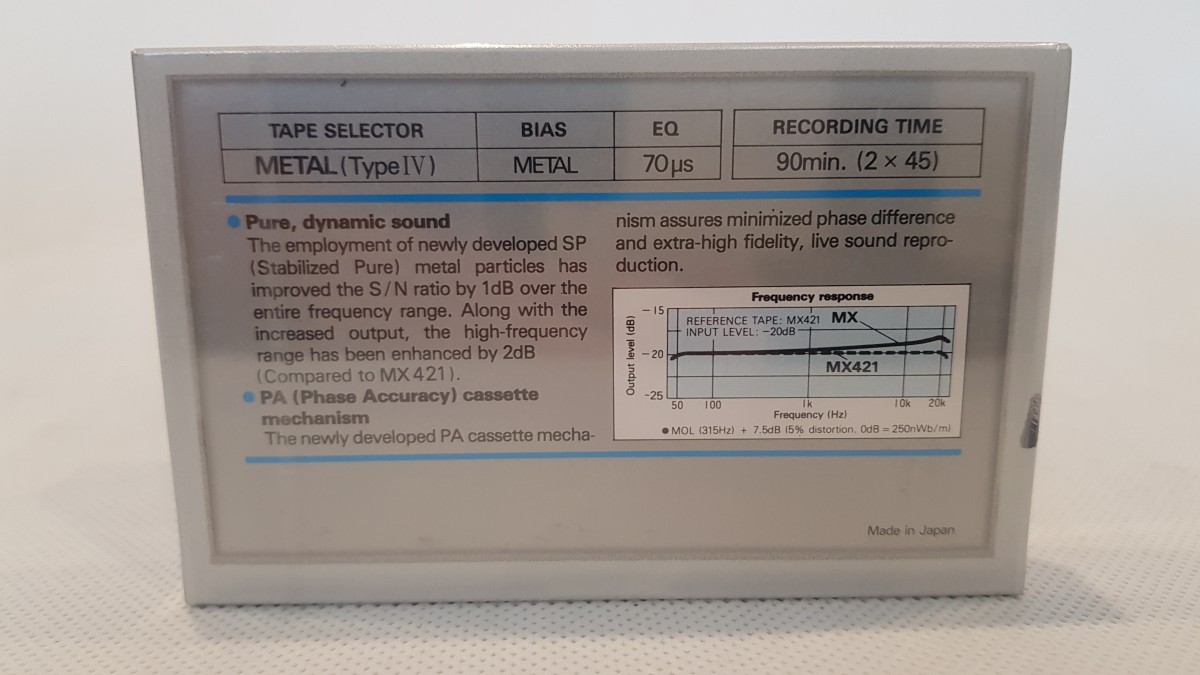 TAPE SELECTOR BIAS EQ RECORDING TIME
METAL (Type IV) METAL 70μs 90min. (2 × 45)
● Pure, dynamic sound
The employment of newly developed SP
(Stabilized Pure) metal particles has
improved the S/N ratio by 1dB over the
entire frequency range. Along with the
increased output, the high-frequency
range has been enhanced by 2dB
(Compared to MX 421).
● PA (Phase Accuracy) cassette
mechanism
The newly developed PA cassette mecha-
nism assures minimized phase difference
and extra-high fidelity, live sound repro-
duction.
Frequency response
Output level (dB)
-15
-20
-25
REFERENCE TAPE: MX421
INPUT LEVEL: -20dB
MX
MX421
50 100 1k 10k 20k
Frequency (Hz)
● MOL (315Hz) + 7.5dB (5% distortion. 0dB = 250nWb/m)
Made in Japan